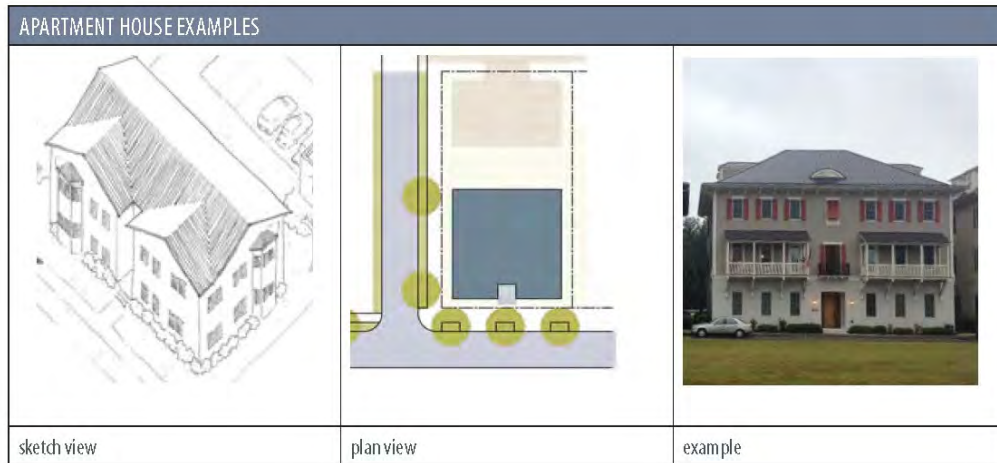 APARTMENT HOUSE EXAMPLES
sketch view
plan view
example